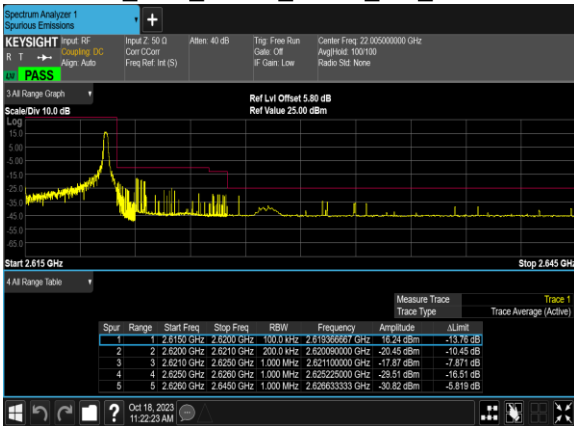 Spectrum Analyzer 1
Spurious Emissions
KEYSIGHT Input: RF Input Z: 50 Ω Atten: 40 dB Trig: Free Run Center Freq: 22.005000000 GHz
R T Coupling: DC Corr CCorr Gate: Off Avg|Hold: 100/100
Align: Auto Freq Ref: Int (S) IF Gain: Low Radio Std: None
PASS
3 All Range Graph
Ref Lvl Offset 5.80 dB
Scale/Div 10.0 dB Ref Value 25.00 dBm
Log
15.0
5.00
-5.00
-15.0
-25.0
-35.0
-45.0
-55.0
-65.0
Start 2.615 GHz Stop 2.645 GHz
4 All Range Table
Measure Trace Trace 1
Trace Type Trace Average (Active)
Spur Range Start Freq Stop Freq RBW Frequency Amplitude ΔLimit
1 1 2.6150 GHz 2.6200 GHz 100.0 kHz 2.619366667 GHz 16.24 dBm -13.76 dB
2 2 2.6200 GHz 2.6210 GHz 200.0 kHz 2.620090000 GHz -20.45 dBm -10.45 dB
3 3 2.6210 GHz 2.6250 GHz 1.000 MHz 2.621100000 GHz -17.87 dBm -7.871 dB
4 4 2.6250 GHz 2.6260 GHz 1.000 MHz 2.625225000 GHz -29.51 dBm -16.51 dB
5 5 2.6260 GHz 2.6450 GHz 1.000 MHz 2.626633333 GHz -30.82 dBm -5.819 dB
Oct 18, 2023
11:22:23 AM